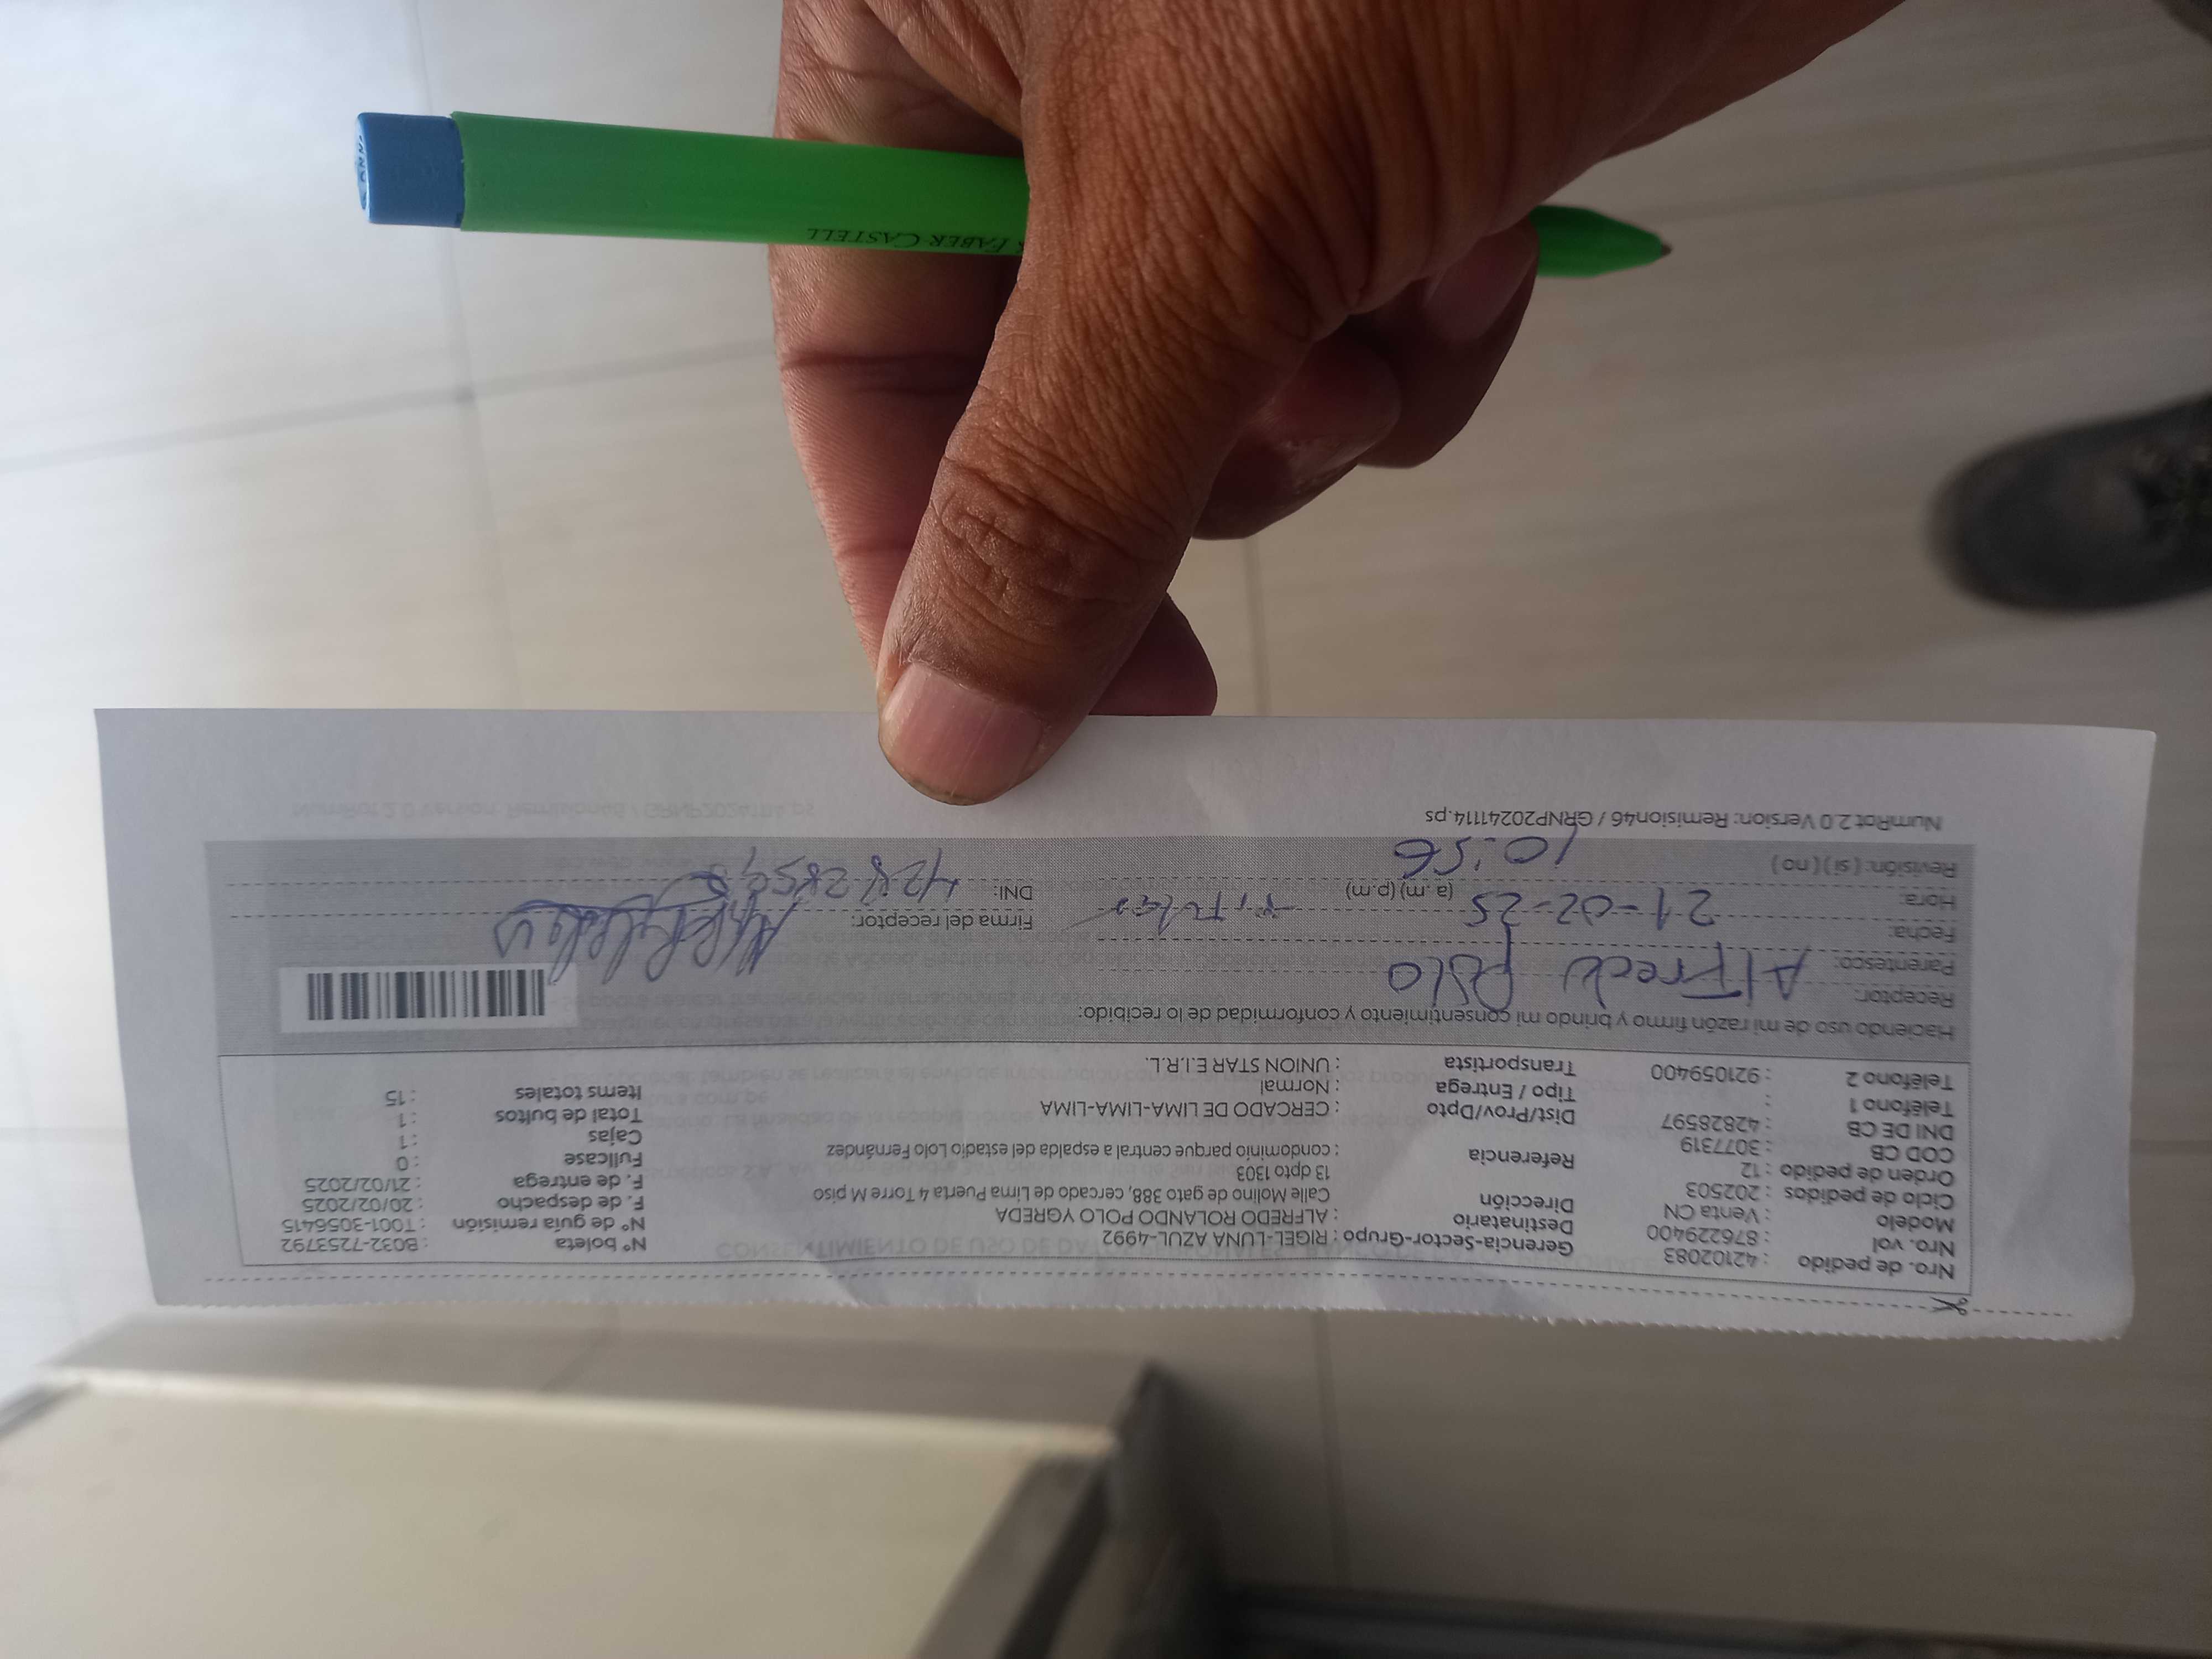 Nro. de pedido : 42102083
Nro. vol : 876229400
Modelo : Venta CN
Ciclo de pedidos : 202503
Orden de pedido : 12
COD CB : 3077319
DNI DE CB : 42828597
Teléfono 1 :
Teléfono 2 : 921059400
Gerencia-Sector-Grupo : RIGEL-LUNA AZUL-4992
Destinatario : ALFREDO ROLANDO POLO YGREDA
Dirección Calle Molino de gato 388, cercado de Lima Puerta 4 Torre M piso
13 dpto 1303
Referencia : condominio parque central a espalda del estadio Lolo Fernández
Dist/Prov/Dpto : CERCADO DE LIMA-LIMA-LIMA
Tipo / Entrega : Normal
Transportista : UNION STAR E.I.R.L.
N° boleta : B032-7253792
N° de guía remisión : T001-3056415
F. de despacho : 20/02/2025
F. de entrega : 21/02/2025
Fullcase : 0
Cajas : 1
Total de bultos : 1
Items totales : 15
Haciendo uso de mi razón firmo y brindo mi consentimiento y conformidad de lo recibido:
Receptor: Alfredo Polo
Parentesco:
Fecha: 21-02-25 Titular
Hora: (a.m) (p.m)
Revisión: ( si ) ( no ) 10:56
Firma del receptor:
DNI:
NumRot 2.0 Version: Remision46 / GRNP20241114.ps
FABER-CASTELL